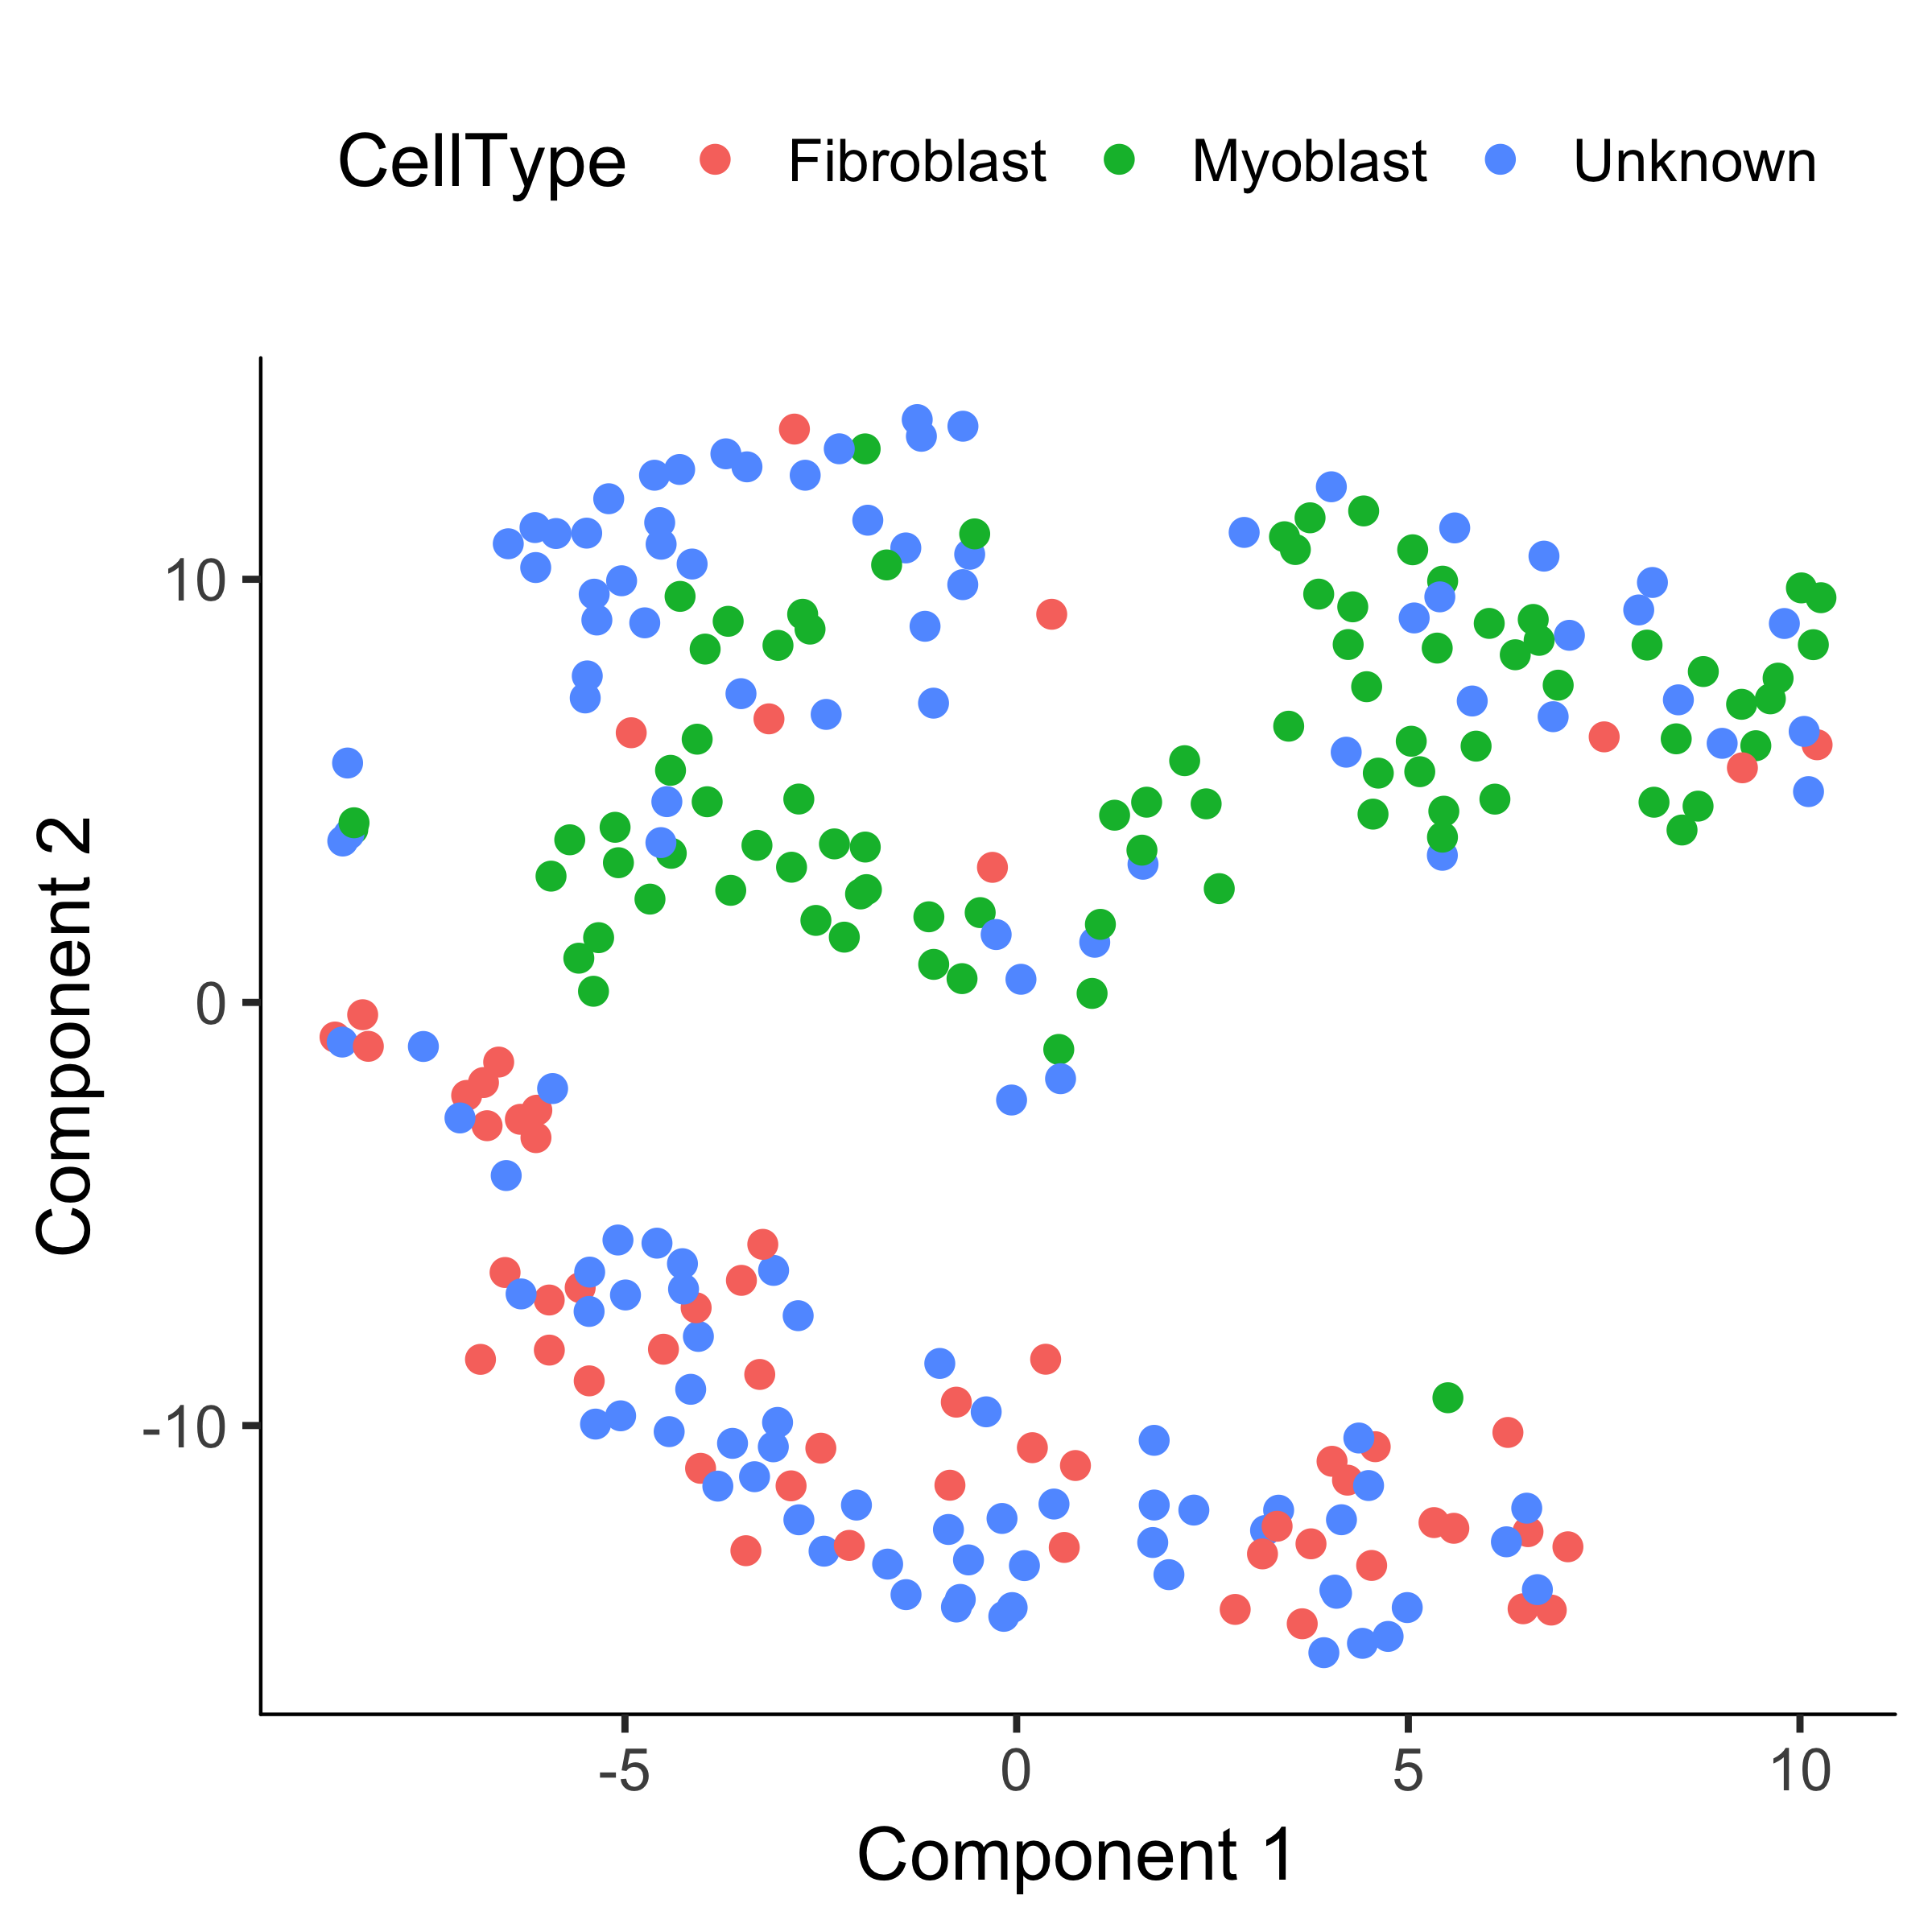 CellType Fibroblast Myoblast Unknown
10
0
-10
Component 2
-5 0 5 10
Component 1